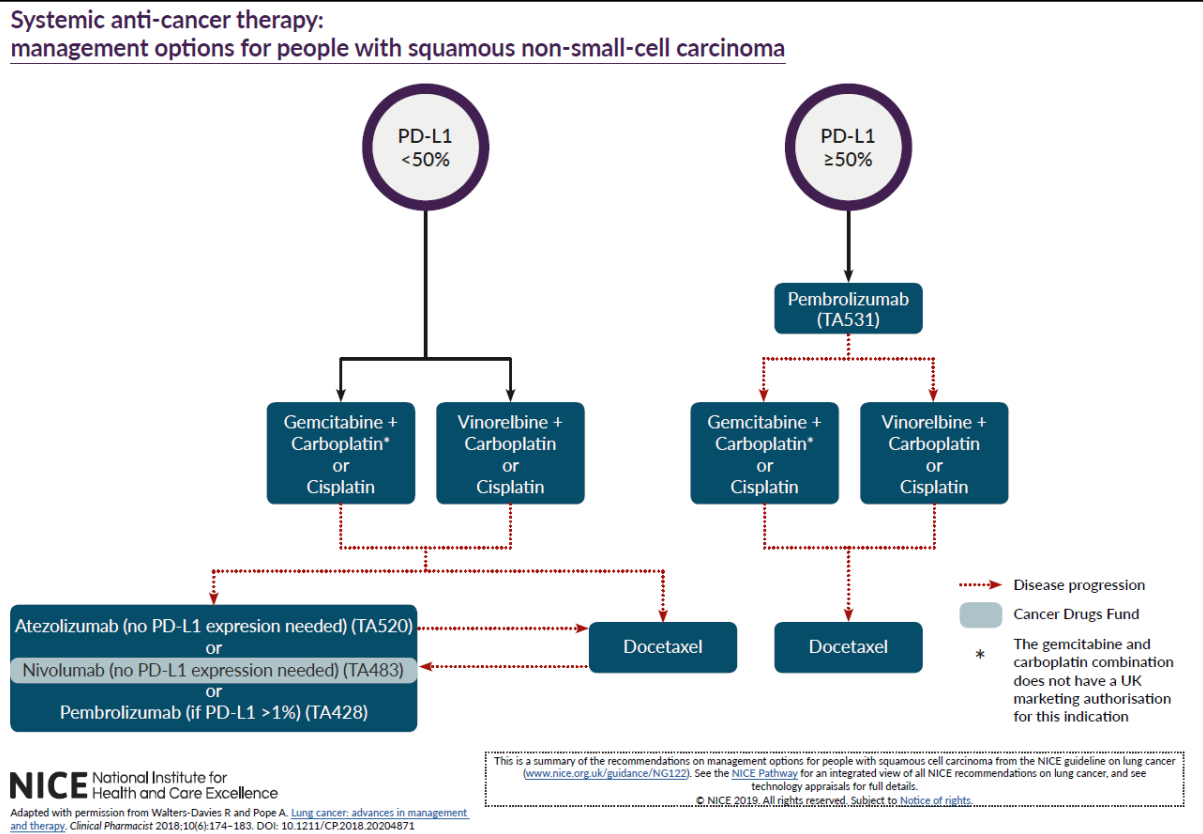 Systemic anti-cancer therapy:
management options for people with squamous non-small-cell carcinoma
PD-L1
<50%
PD-L1
≥50%
Pembrolizumab
(TA531)
Gemcitabine +
Carboplatin*
or
Cisplatin
Vinorelbine +
Carboplatin
or
Cisplatin
Gemcitabine +
Carboplatin*
or
Cisplatin
Vinorelbine +
Carboplatin
or
Cisplatin
Atezolizumab (no PD-L1 expresion needed) (TA520)
or
Nivolumab (no PD-L1 expression needed) (TA483)
or
Pembrolizumab (if PD-L1 >1%) (TA428)
Docetaxel
Docetaxel
Disease progression
Cancer Drugs Fund
* The gemcitabine and
carboplatin combination
does not have a UK
marketing authorisation
for this indication
NICE National Institute for
Health and Care Excellence
Adapted with permission from Walters-Davies R and Pope A. Lung cancer: advances in management
and therapy. Clinical Pharmacist 2018;10(6):174–183. DOI: 10.1211/CP.2018.20204871
This is a summary of the recommendations on management options for people with squamous cell carcinoma from the NICE guideline on lung cancer
(www.nice.org.uk/guidance/NG122). See the NICE Pathway for an integrated view of all NICE recommendations on lung cancer, and see
technology appraisals for full details.
© NICE 2019. All rights reserved. Subject to Notice of rights.